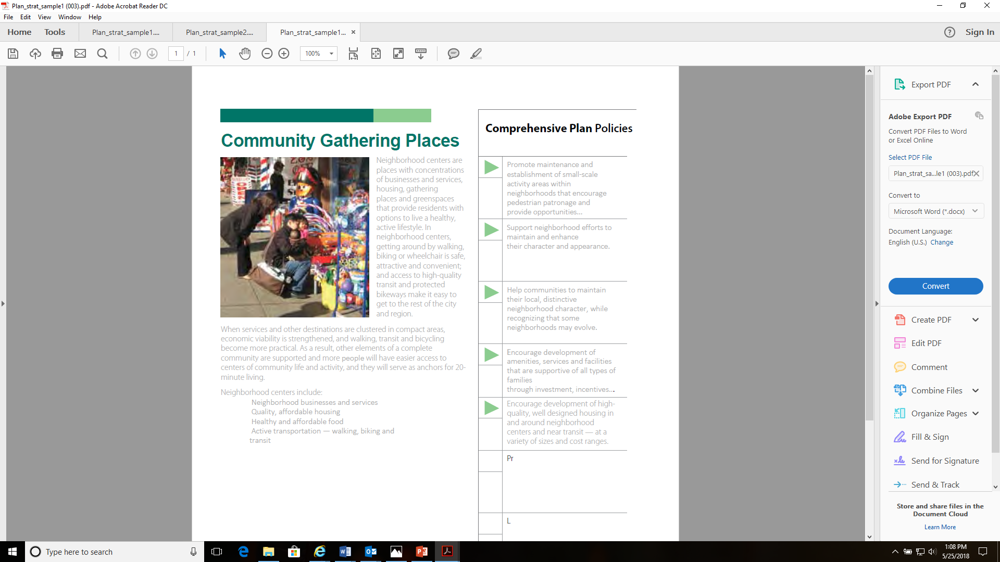 Plan_strat_sample1 (003).pdf - Adobe Acrobat Reader DC
File Edit View Window Help
Home Tools Plan_strat_sample1.... Plan_strat_sample2.... Plan_strat_sample1... Sign In
1 / 1 100%
Community Gathering Places
Neighborhood centers are
places with concentrations
of businesses and services,
housing, gathering
places and greenspaces
that provide residents with
options to live a healthy,
active lifestyle. In
neighborhood centers,
getting around by walking,
biking or wheelchair is safe,
attractive and convenient;
and access to high-quality
transit and protected
bikeways make it easy to
get to the rest of the city
and region.
When services and other destinations are clustered in compact areas,
economic viability is strengthened, and walking, transit and bicycling
become more practical. As a result, other elements of a complete
community are supported and more people will have easier access to
centers of community life and activity, and they will serve as anchors for 20-
minute living.
Neighborhood centers include:
Neighborhood businesses and services
Quality, affordable housing
Healthy and affordable food
Active transportation — walking, biking and
transit
Comprehensive Plan Policies
Promote maintenance and
establishment of small-scale
activity areas within
neighborhoods that encourage
pedestrian patronage and
provide opportunities...
Support neighborhood efforts to
maintain and enhance
their character and appearance.
Help communities to maintain
their local, distinctive
neighborhood character, while
recognizing that some
neighborhoods may evolve.
Encourage development of
amenities, services and facilities
that are supportive of all types of
families
through investment, incentives...
Encourage development of high-
quality, well designed housing in
and around neighborhood
centers and near transit — at a
variety of sizes and cost ranges.
Pr
L
Export PDF
Adobe Export PDF
Convert PDF Files to Word
or Excel Online
Select PDF File
Plan_strat_sa...le1 (003).pdf
Convert to
Microsoft Word (*.docx)
Document Language:
English (U.S.) Change
Convert
Create PDF
Edit PDF
Comment
Combine Files
Organize Pages
Fill & Sign
Send for Signature
Send & Track
Store and share files in the
Document Cloud
Learn More
Type here to search
1:08 PM
5/25/2018